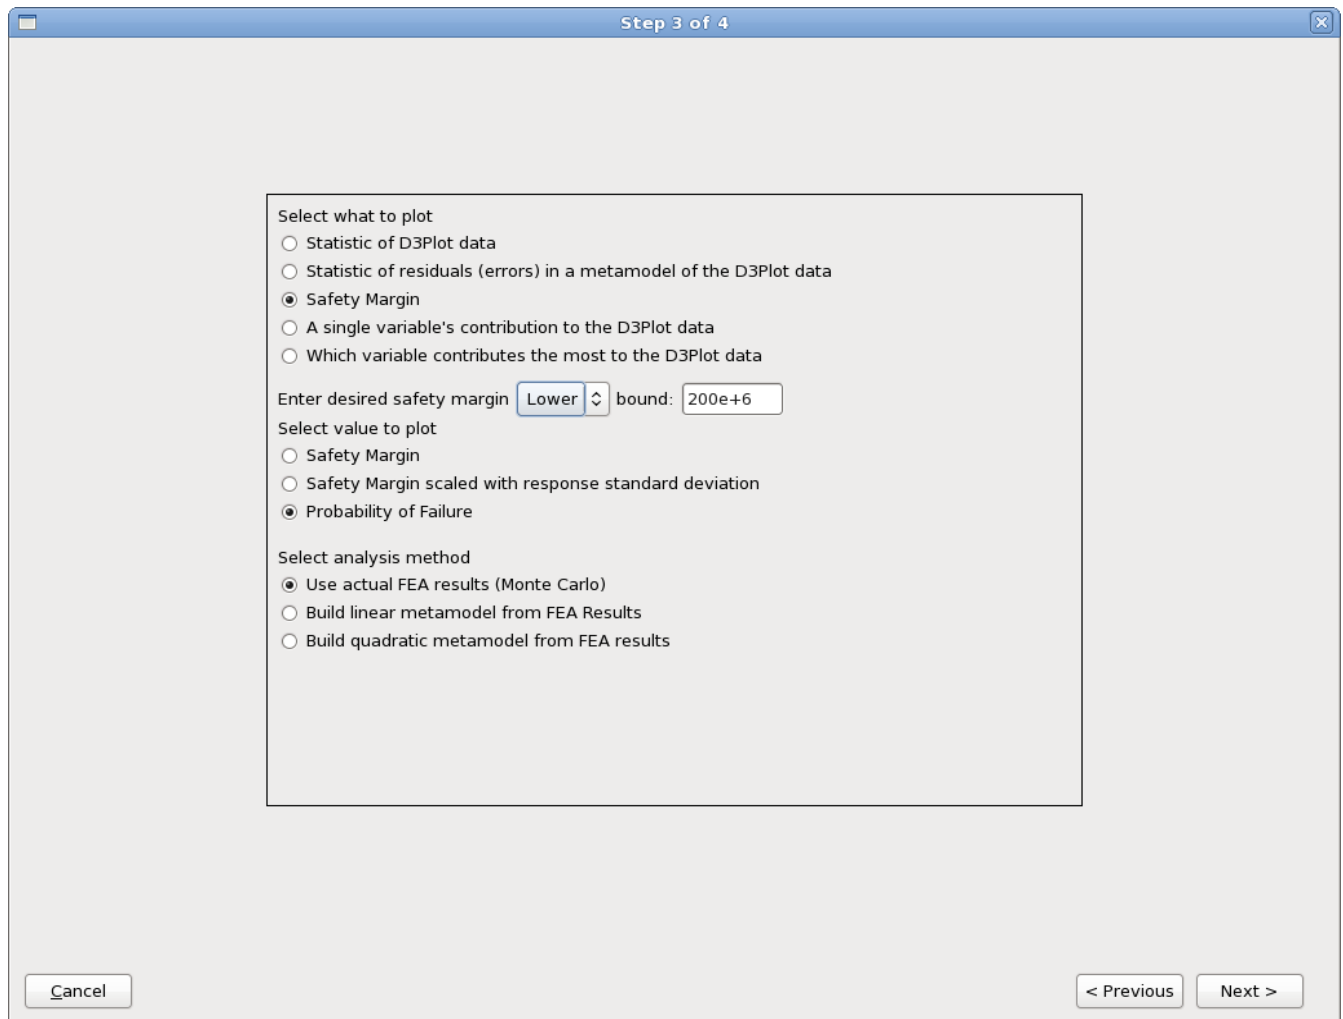 Step 3 of 4
Select what to plot
Statistic of D3Plot data
Statistic of residuals (errors) in a metamodel of the D3Plot data
Safety Margin
A single variable's contribution to the D3Plot data
Which variable contributes the most to the D3Plot data
Enter desired safety margin Lower bound: 200e+6
Select value to plot
Safety Margin
Safety Margin scaled with response standard deviation
Probability of Failure
Select analysis method
Use actual FEA results (Monte Carlo)
Build linear metamodel from FEA Results
Build quadratic metamodel from FEA results
Cancel < Previous Next >